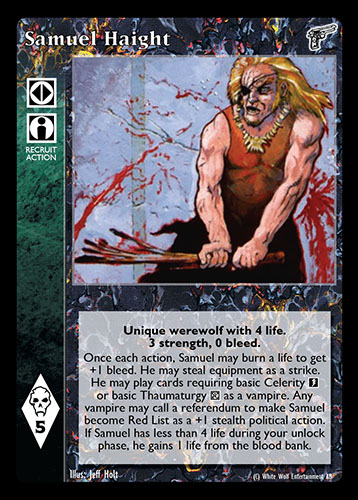 Samuel Haight
RECRUIT
ACTION
Unique werewolf with 4 life.
3 strength, 0 bleed.
Once each action, Samuel may burn a life to get
+1 bleed. He may steal equipment as a strike.
He may play cards requiring basic Celerity
or basic Thaumaturgy as a vampire. Any
vampire may call a referendum to make Samuel
become Red List as a +1 stealth political action.
If Samuel has less than 4 life during your unlock
phase, he gains 1 life from the blood bank.
5
Illus: Jeff Holt
(C) White Wolf Entertainment AB